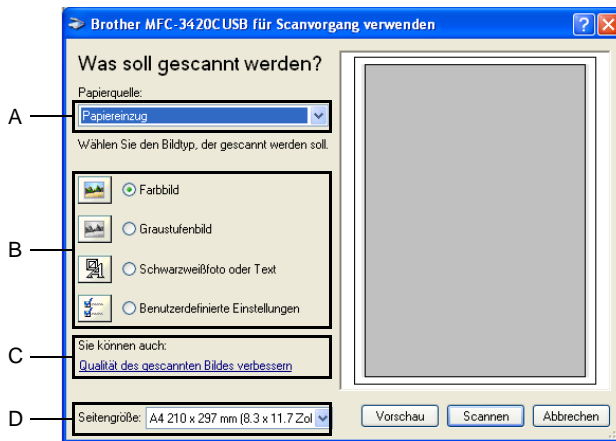 Brother MFC-3420C USB für Scanvorgang verwenden
Was soll gescannt werden?
Papierquelle:
A
Papiereinzug
Wählen Sie den Bildtyp, der gescannt werden soll.
B
Farbbild
Graustufenbild
Schwarzweißfoto oder Text
Benutzerdefinierte Einstellungen
C
Sie können auch:
Qualität des gescannten Bildes verbessern
D
Seitengröße: A4 210 x 297 mm (8.3 x 11.7 Zol
Vorschau Scannen Abbrechen